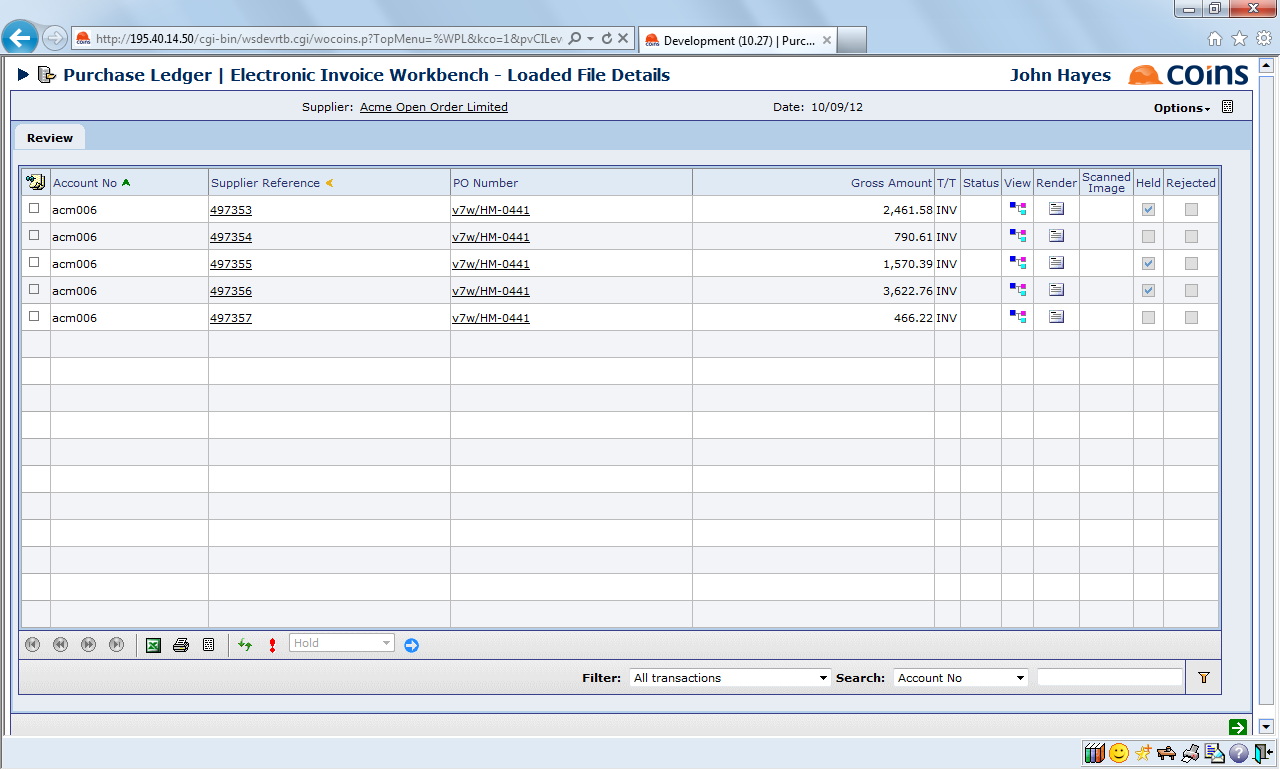 http://195.40.14.50/cgi-bin/wsdevrtb.cgi/wocoins.p?TopMenu=%WPL&kco=1&pvCILev
Development (10.27) | Purc...
Purchase Ledger | Electronic Invoice Workbench - Loaded File Details
John Hayes
coins
Supplier: Acme Open Order Limited
Date: 10/09/12
Options
Review
Account No Supplier Reference PO Number Gross Amount T/T Status View Render Scanned Image Held Rejected
acm006 497353 v7w/HM-0441 2,461.58 INV
acm006 497354 v7w/HM-0441 790.61 INV
acm006 497355 v7w/HM-0441 1,570.39 INV
acm006 497356 v7w/HM-0441 3,622.76 INV
acm006 497357 v7w/HM-0441 466.22 INV
Hold
Filter: All transactions Search: Account No